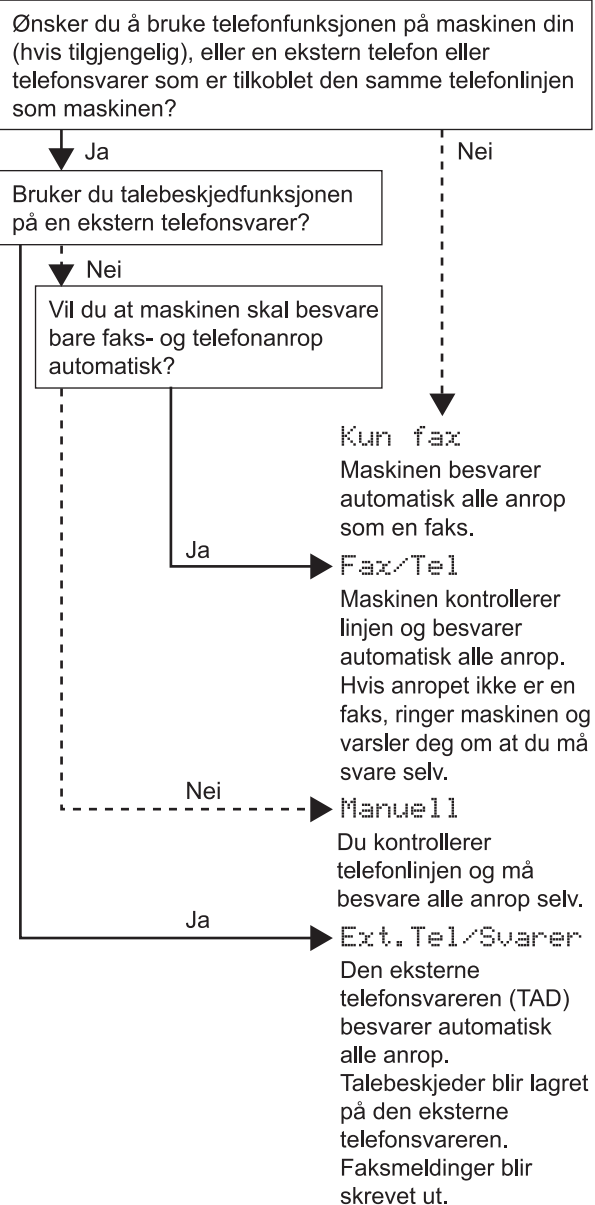 Ønsker du å bruke telefonfunksjonen på maskinen din
(hvis tilgjengelig), eller en ekstern telefon eller
telefonsvarer som er tilkoblet den samme telefonlinjen
som maskinen?
Ja
Nei
Bruker du talebeskjedfunksjonen
på en ekstern telefonsvarer?
Nei
Vil du at maskinen skal besvare
bare faks- og telefonanrop
automatisk?
Kun fax
Maskinen besvarer
automatisk alle anrop
som en faks.
Ja
Fax/Tel
Maskinen kontrollerer
linjen og besvarer
automatisk alle anrop.
Hvis anropet ikke er en
faks, ringer maskinen og
varsler deg om at du må
svare selv.
Nei
Manuell
Du kontrollerer
telefonlinjen og må
besvare alle anrop selv.
Ja
Ext.Tel/Svarer
Den eksterne
telefonsvareren (TAD)
besvarer automatisk
alle anrop.
Talebeskjeder blir lagret
på den eksterne
telefonsvareren.
Faksmeldinger blir
skrevet ut.